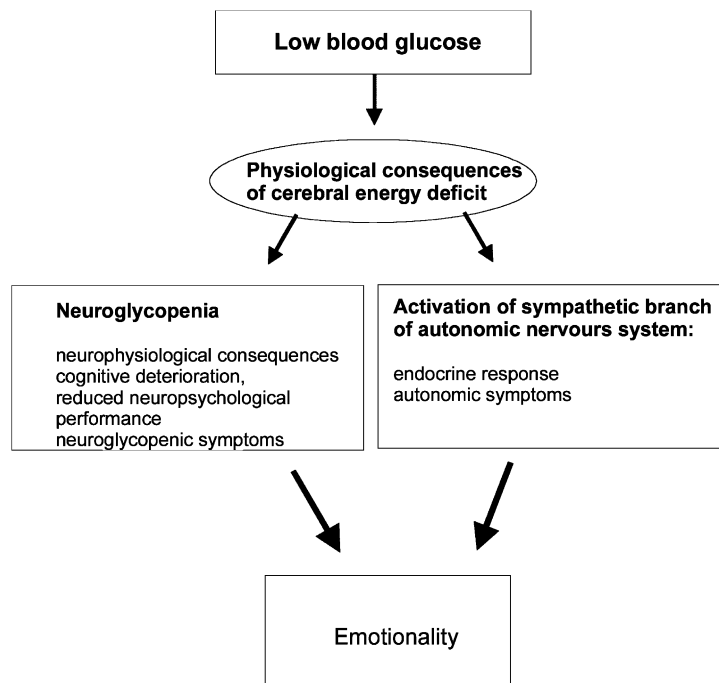 Low blood glucose
Physiological consequences
of cerebral energy deficit
Neuroglycopenia
neurophysiological consequences
cognitive deterioration,
reduced neuropsychological
performance
neuroglycopenic symptoms
Activation of sympathetic branch
of autonomic nervours system:
endocrine response
autonomic symptoms
Emotionality